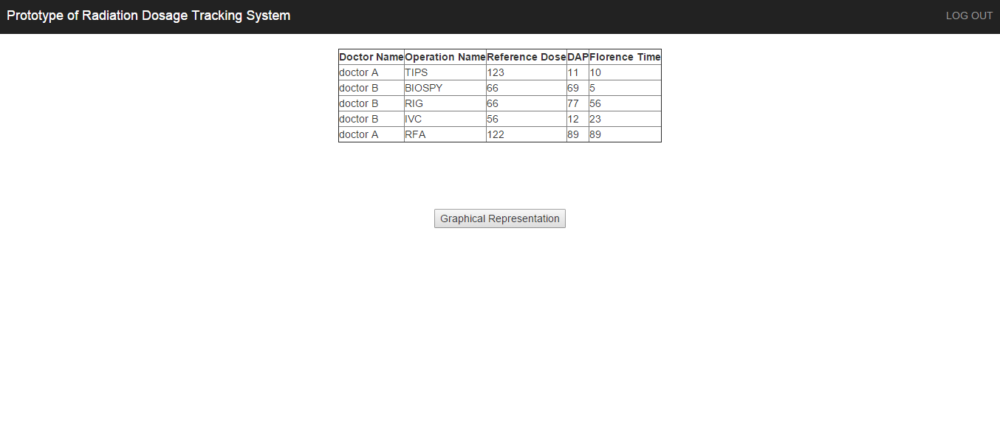 Prototype of Radiation Dosage Tracking System LOG OUT
Doctor Name Operation Name Reference Dose DAP Florence Time
doctor A TIPS 123 11 10
doctor B BIOSPY 66 69 5
doctor B RIG 66 77 56
doctor B IVC 56 12 23
doctor A RFA 122 89 89
Graphical Representation